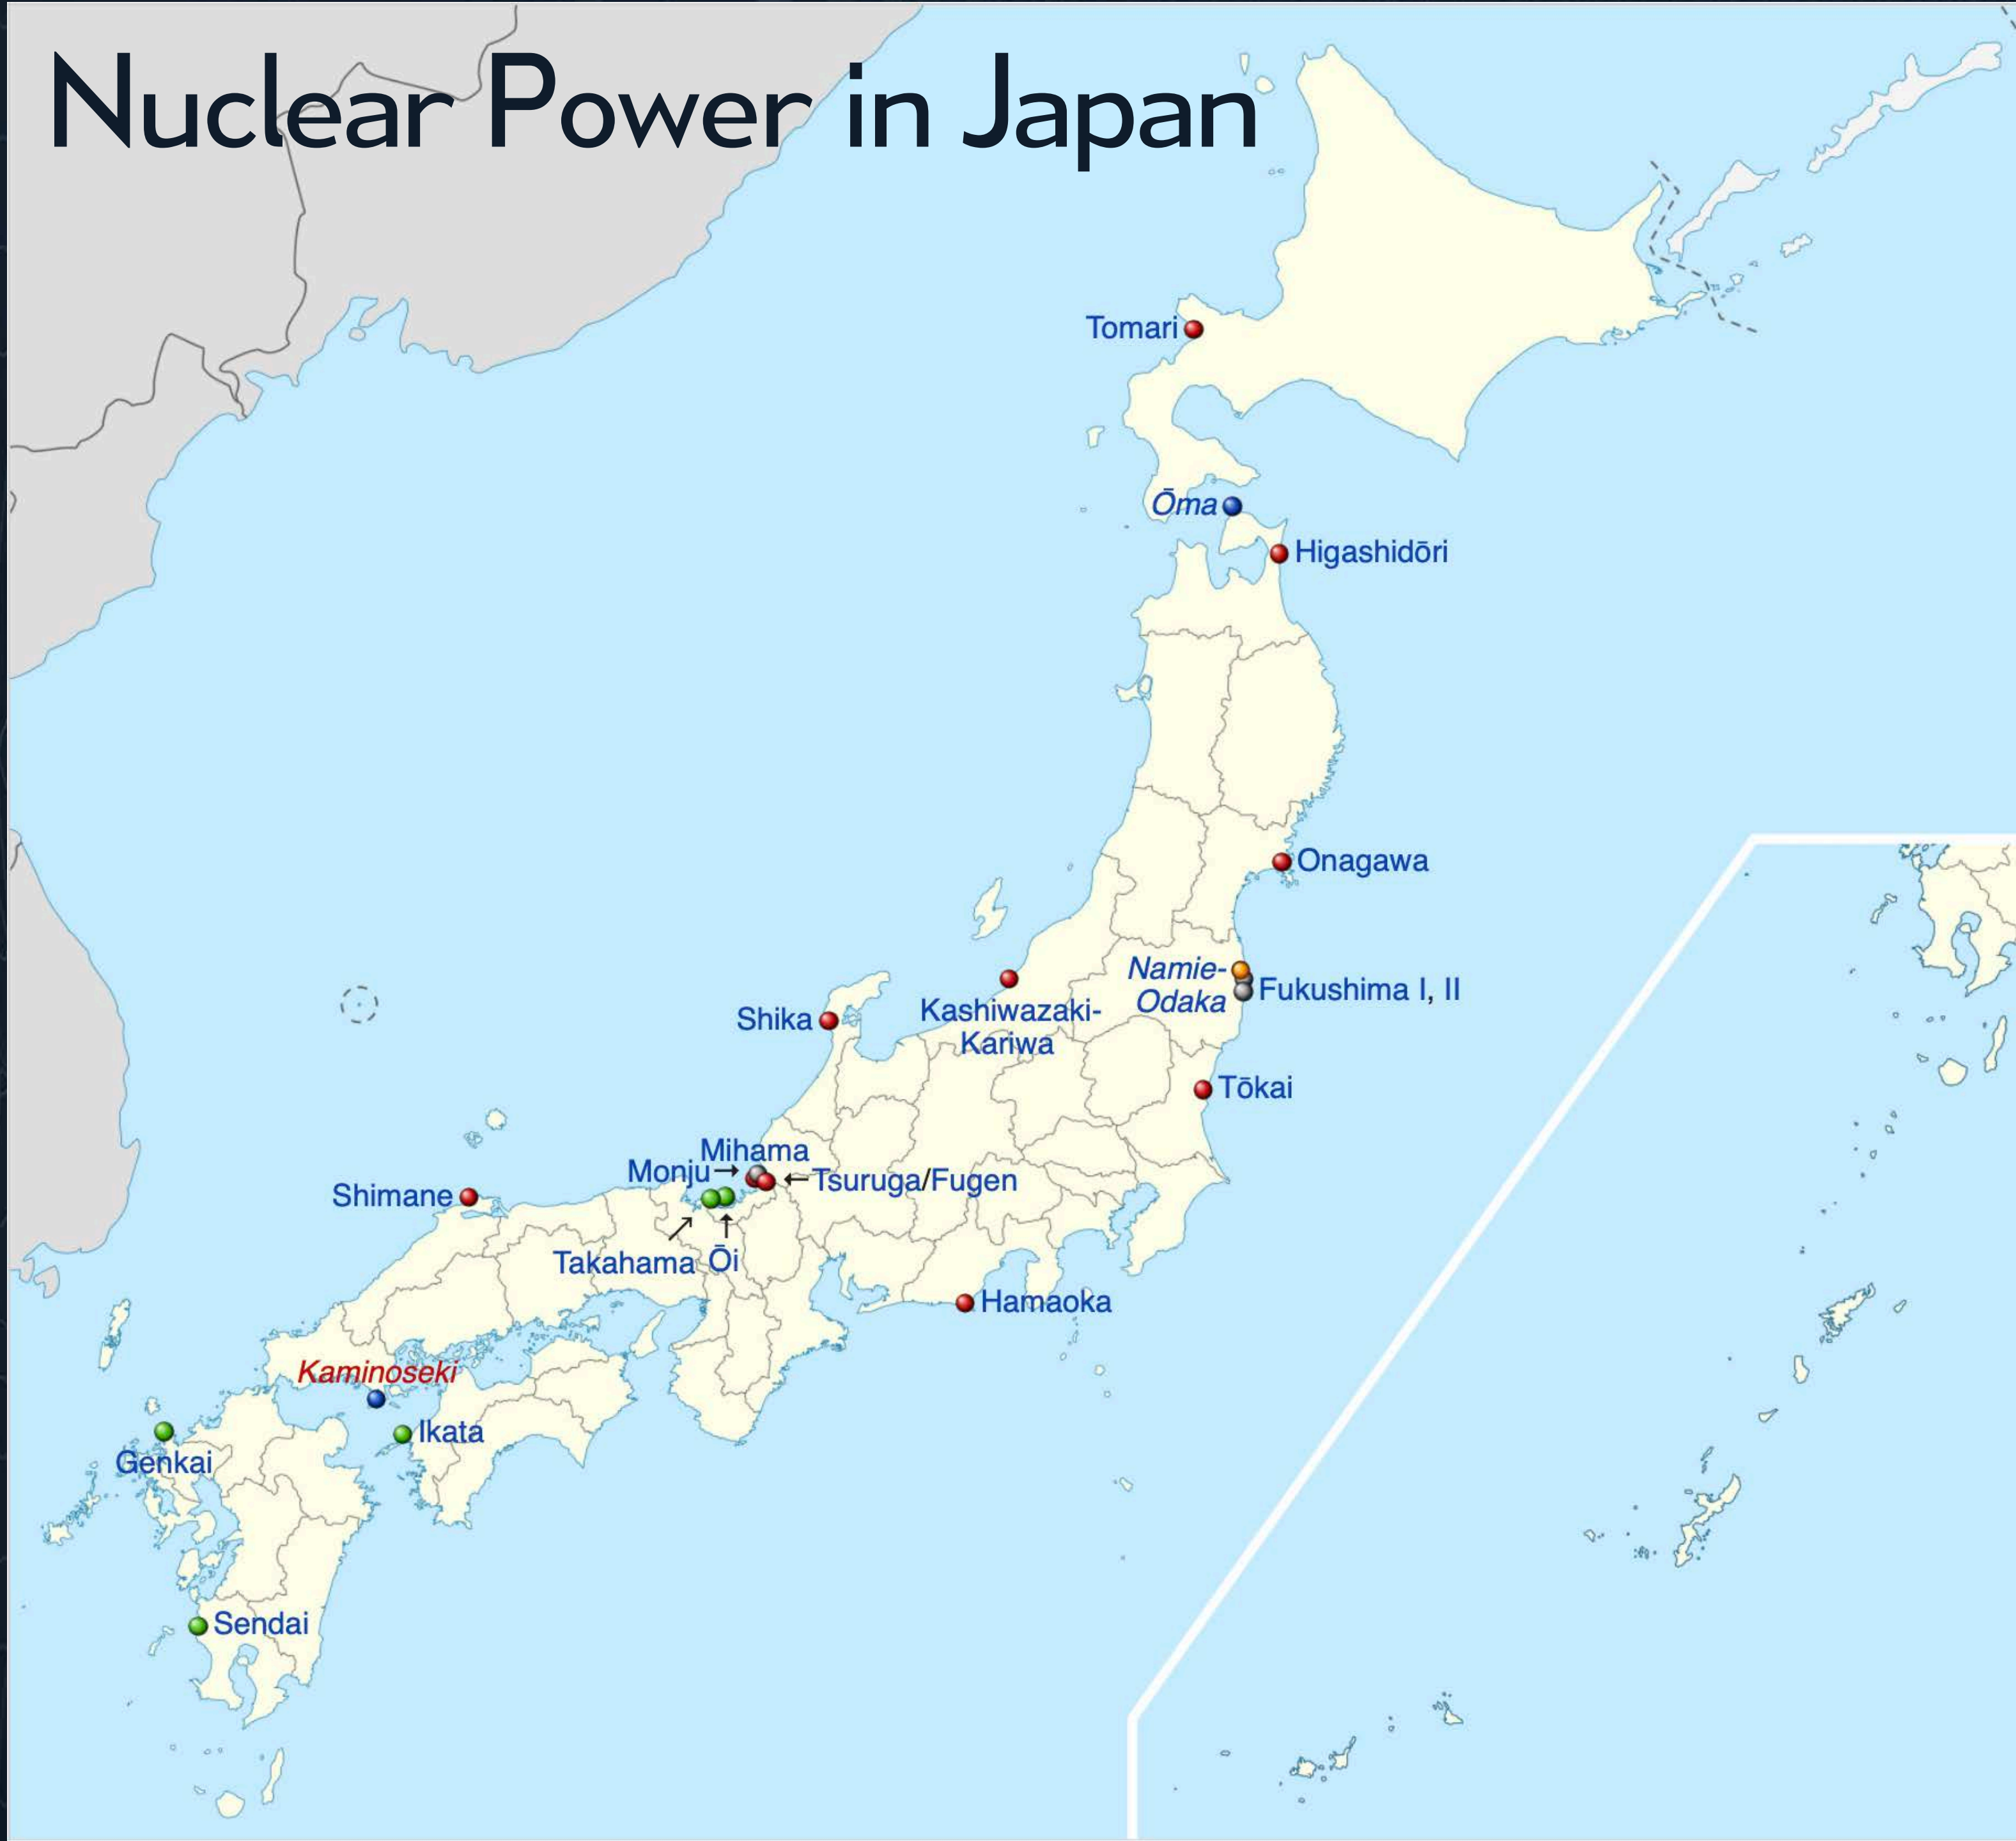 Nuclear Power in Japan
Tomari
Ōma
Higashidōri
Onagawa
Namie-
Odaka
Fukushima I, II
Kashiwazaki-
Kariwa
Shika
Tōkai
Mihama
Monju→
←Tsuruga/Fugen
Shimane
↗ ↑
Takahama Ōi
Hamaoka
Kaminoseki
Ikata
Genkai
Sendai